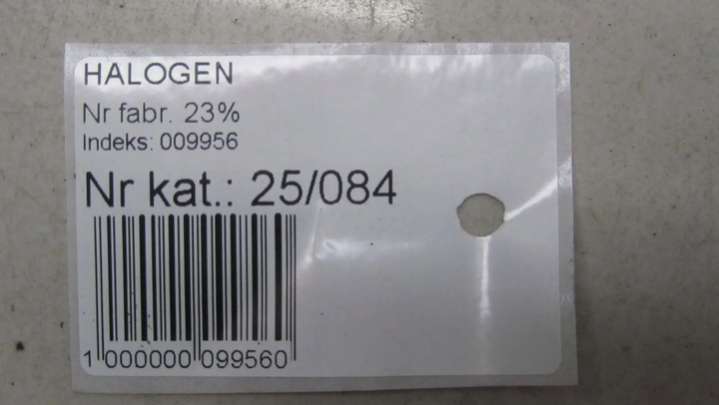 HALOGEN
Nr fabr. 23%
Indeks: 009956
Nr kat.: 25/084
1 000000 099560